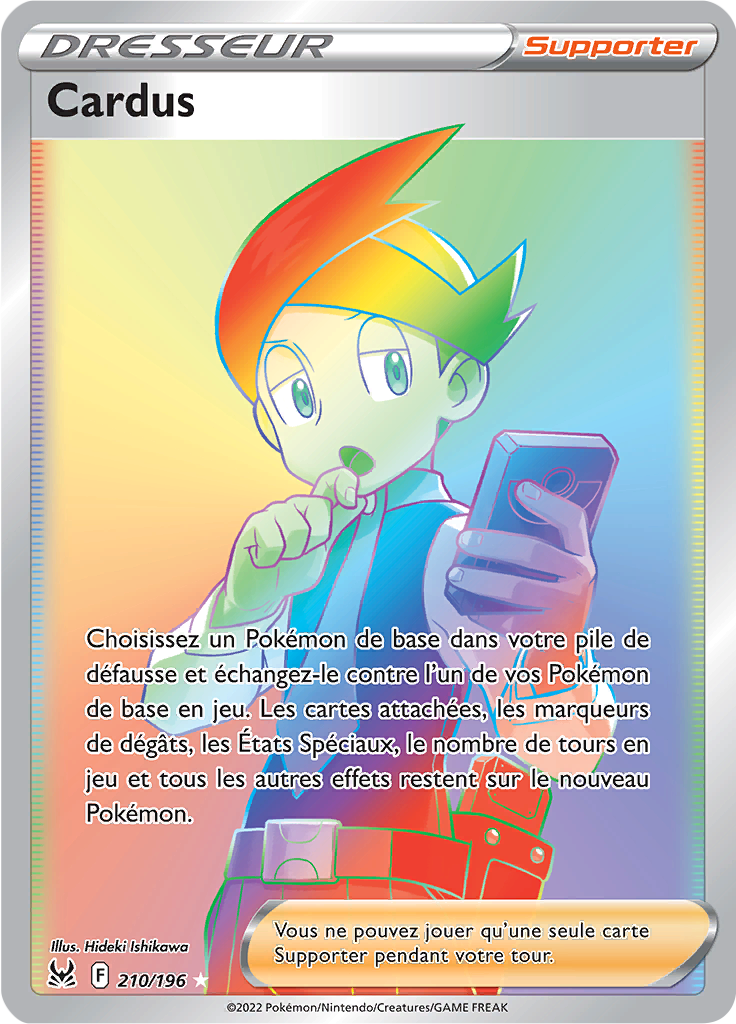 DRESSEUR
Supporter
Cardus
Choisissez un Pokémon de base dans votre pile de
défausse et échangez-le contre l'un de vos Pokémon
de base en jeu. Les cartes attachées, les marqueurs
de dégâts, les États Spéciaux, le nombre de tours en
jeu et tous les autres effets restent sur le nouveau
Pokémon.
Vous ne pouvez jouer qu'une seule carte
Supporter pendant votre tour.
Illus. Hideki Ishikawa
F 210/196 ★
©2022 Pokémon/Nintendo/Creatures/GAME FREAK